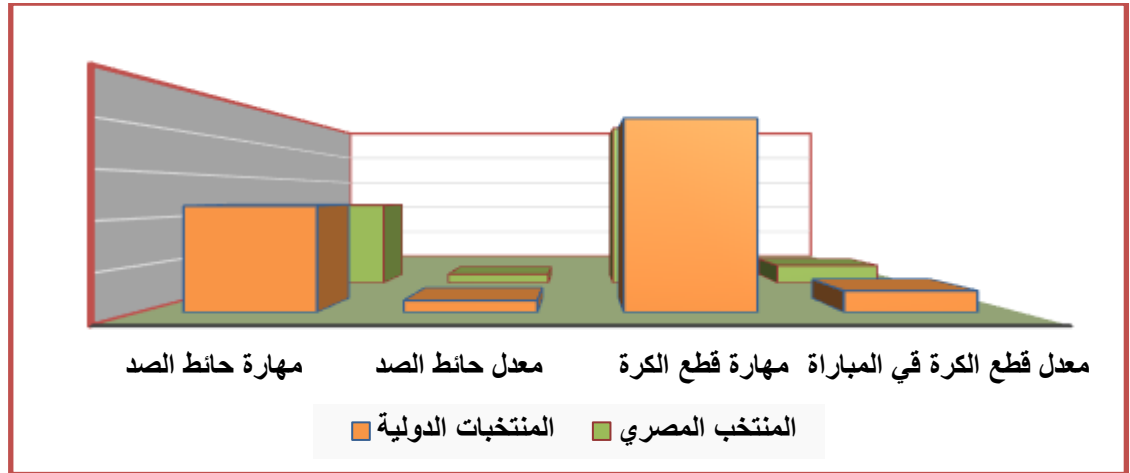 معدل قطع الكرة قي المباراة
مهارة قطع الكرة
معدل حائط الصد
مهارة حائط الصد
المنتخب المصري
المنتخبات الدولية